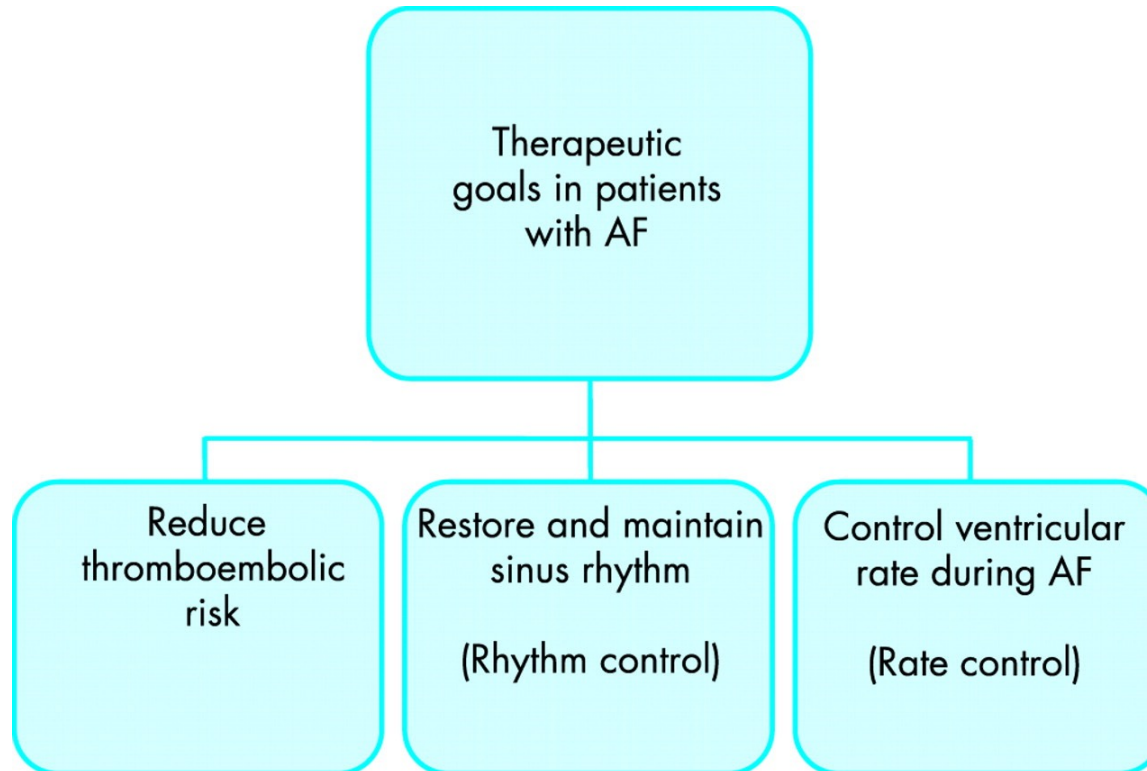 Therapeutic
goals in patients
with AF
Reduce
thromboembolic
risk
Restore and maintain
sinus rhythm
(Rhythm control)
Control ventricular
rate during AF
(Rate control)